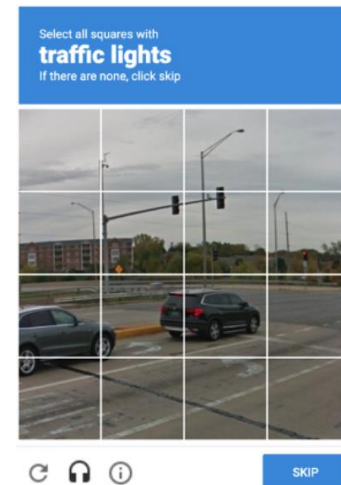 Select all squares with
traffic lights
If there are none, click skip
SKIP